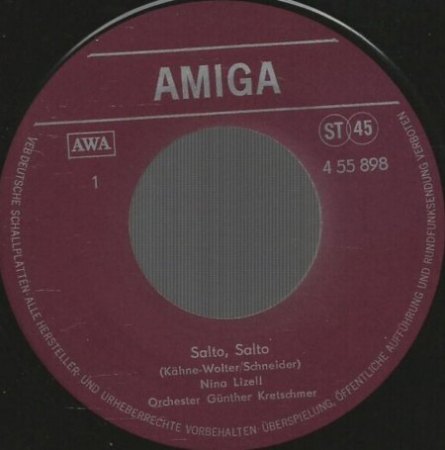 AMIGA
AWA
ST 45
1
4 55 898
Salto, Salto
(Kähne-Wolter/Schneider)
Nina Lizell
Orchester Günther Kretschmer
VEB DEUTSCHE SCHALLPLATTEN · ALLE HERSTELLER- UND URHEBERRECHTE VORBEHALTEN · ÜBERSPIELUNG, ÖFFENTLICHE AUFFÜHRUNG UND RUNDFUNKSENDUNG VERBOTEN